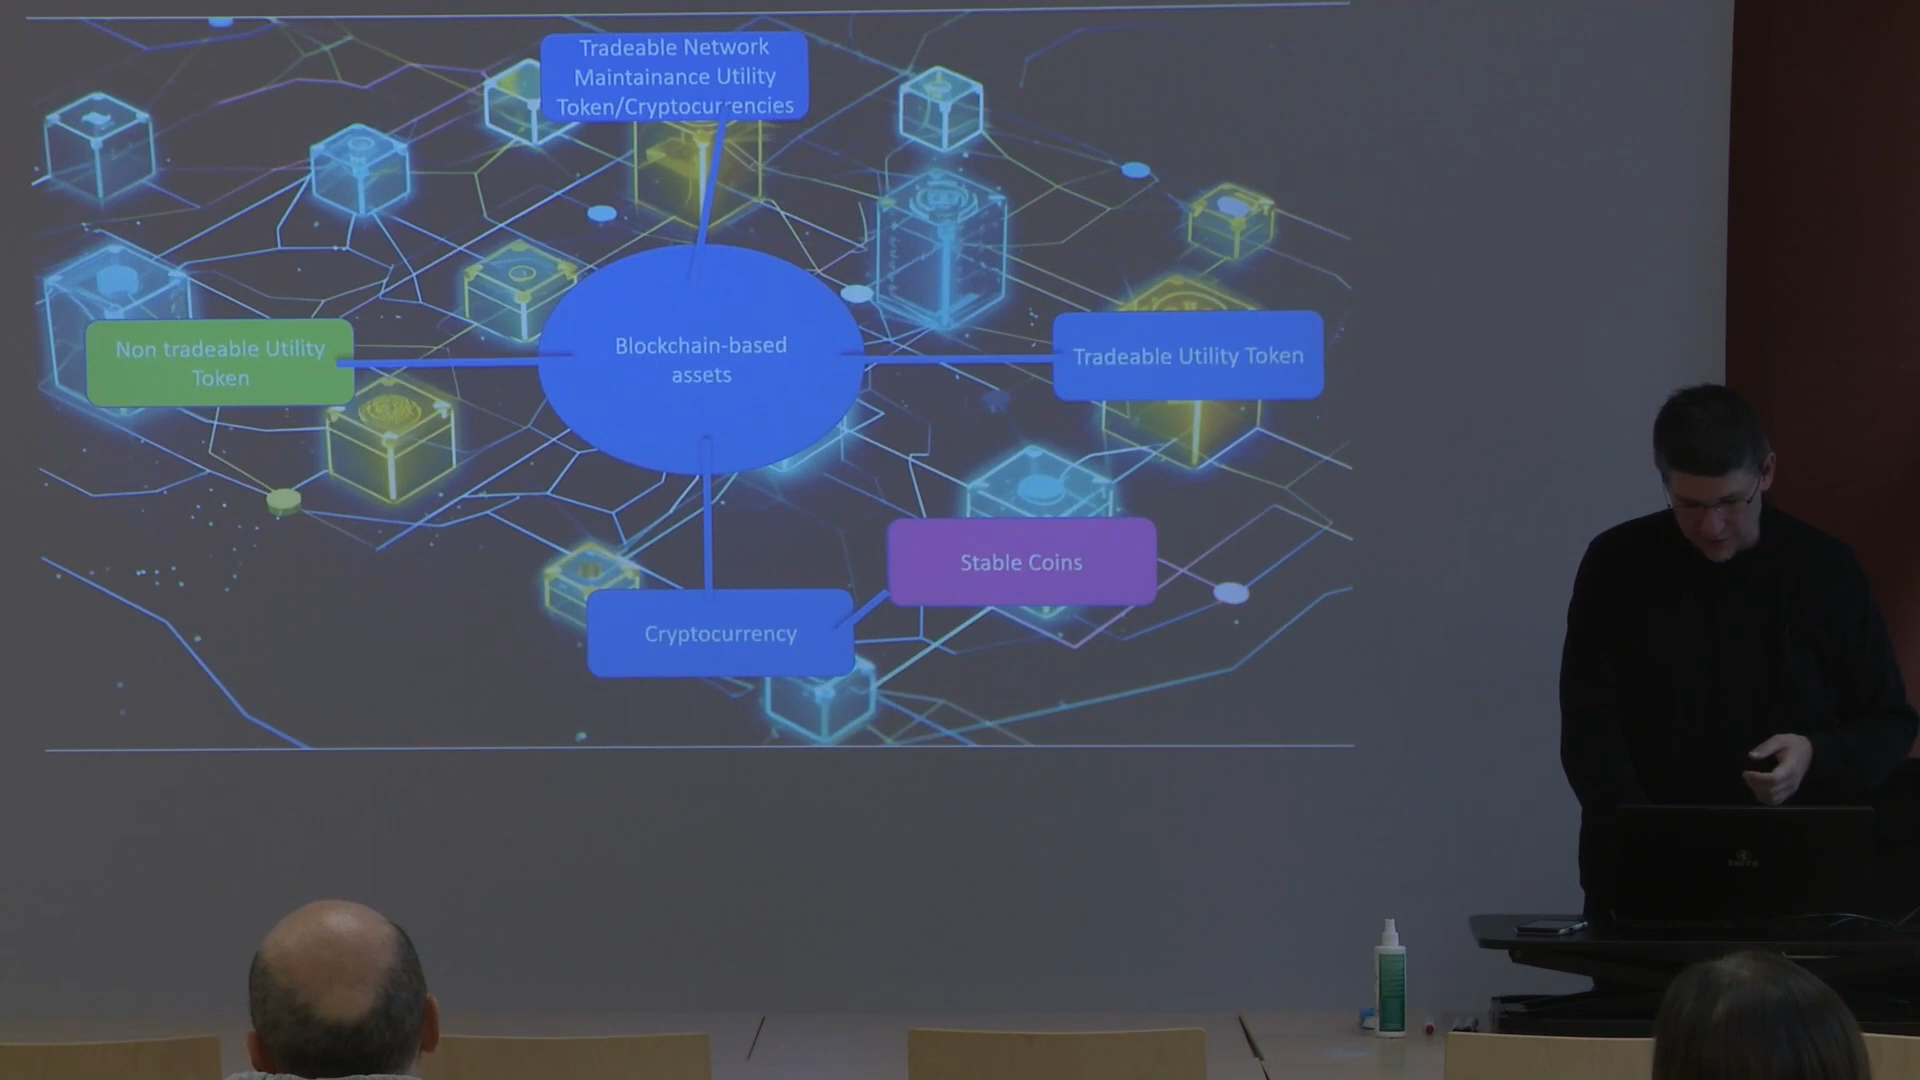 Tradeable Network
Maintainance Utility
Token/Cryptocurrencies
Non tradeable Utility
Token
Blockchain-based
assets
Tradeable Utility Token
Stable Coins
Cryptocurrency